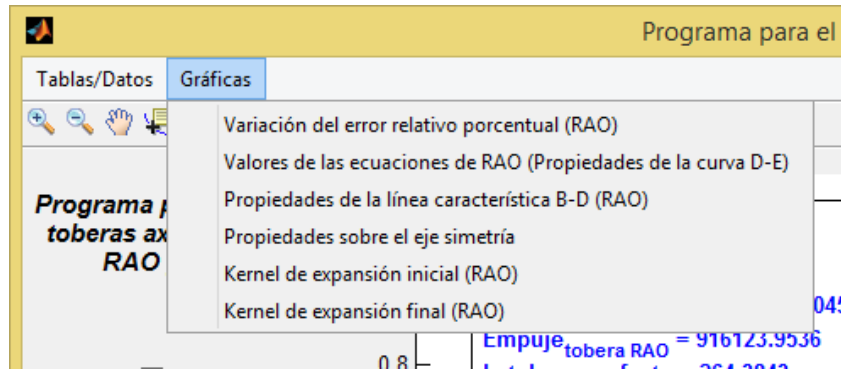 Programa para el
Tablas/Datos Gráficas
Variación del error relativo porcentual (RAO)
Valores de las ecuaciones de RAO (Propiedades de la curva D-E)
Propiedades de la línea característica B-D (RAO)
Propiedades sobre el eje simetría
Kernel de expansión inicial (RAO)
Kernel de expansión final (RAO)
Programa
toberas ax
RAO
045
Empuje tobera RAO = 916123.9536
0.8